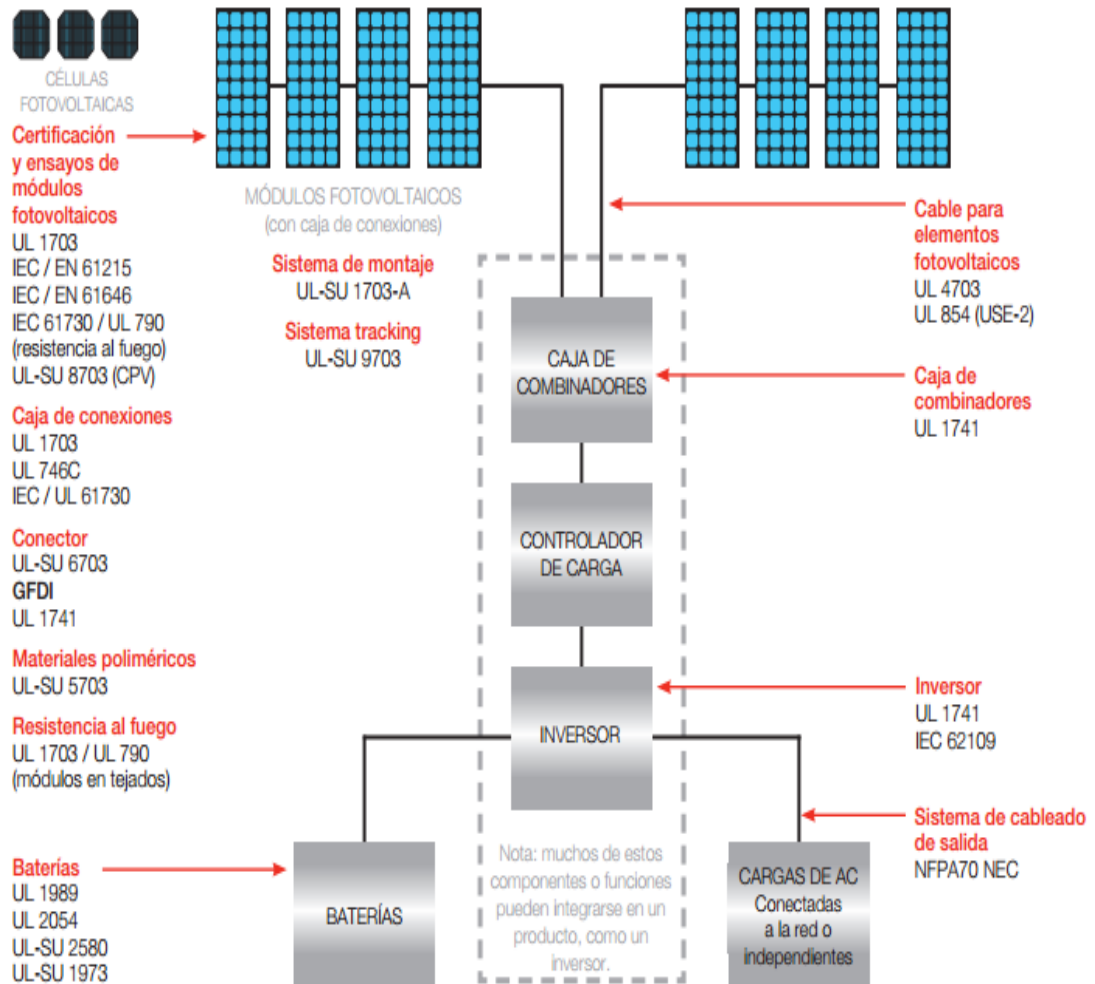 CÉLULAS
FOTOVOLTAICAS
Certificación
y ensayos de
módulos
fotovoltaicos
UL 1703
IEC / EN 61215
IEC / EN 61646
IEC 61730 / UL 790
(resistencia al fuego)
UL-SU 8703 (CPV)
Caja de conexiones
UL 1703
UL 746C
IEC / UL 61730
Conector
UL-SU 6703
GFDI
UL 1741
Materiales poliméricos
UL-SU 5703
Resistencia al fuego
UL 1703 / UL 790
(módulos en tejados)
Baterías
UL 1989
UL 2054
UL-SU 2580
UL-SU 1973
MÓDULOS FOTOVOLTAICOS
(con caja de conexiones)
Sistema de montaje
UL-SU 1703-A
Sistema tracking
UL-SU 9703
CAJA DE
COMBINADORES
CONTROLADOR
DE CARGA
INVERSOR
BATERÍAS
Nota: muchos de estos
componentes o funciones
pueden integrarse en un
producto, como un
inversor.
CARGAS DE AC
Conectadas
a la red o
independientes
Cable para
elementos
fotovoltaicos
UL 4703
UL 854 (USE-2)
Caja de
combinadores
UL 1741
Inversor
UL 1741
IEC 62109
Sistema de cableado
de salida
NFPA70 NEC